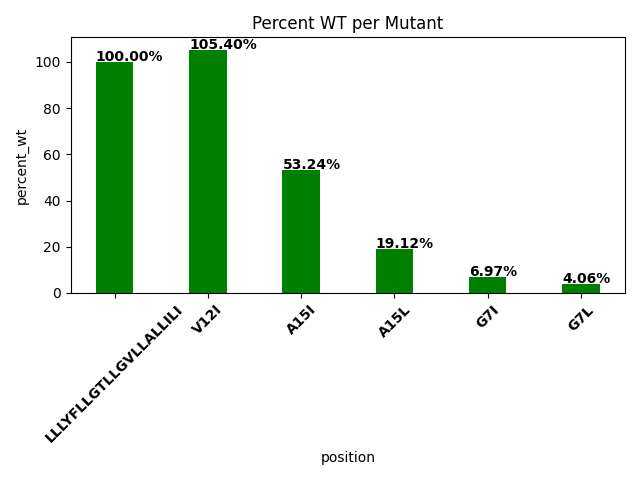 Percent WT per Mutant
percent_wt
100
80
60
40
20
0
100.00%
105.40%
53.24%
19.12%
6.97%
4.06%
LLLYFLLGTLLGVLLALLILI
V12I
A15I
A15L
G7I
G7L
position